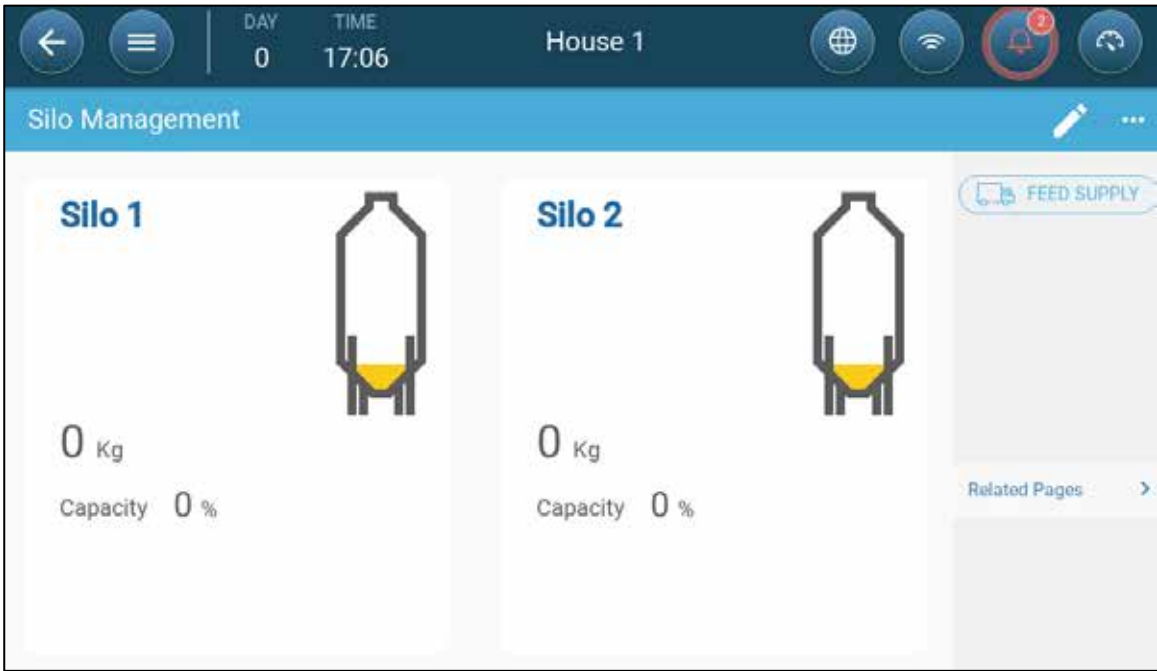 DAY TIME
0 17:06 House 1 2
Silo Management
Silo 1 Silo 2 FEED SUPPLY
0 Kg 0 Kg
Capacity 0 % Capacity 0 %
Related Pages